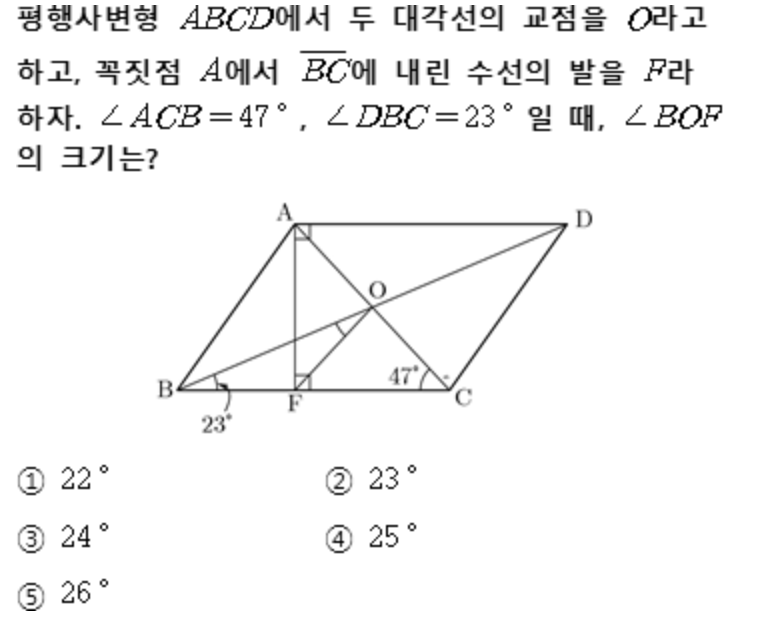 평행사변형 ABCD에서 두 대각선의 교점을 O라고
하고, 꼭짓점 A에서 \overline{BC}에 내린 수선의 발을 F라
하자. ∠ACB=47°, ∠DBC=23°일 때, ∠BOF
의 크기는?
A
D
O
47°
B
F
C
23°
① 22° ② 23°
③ 24° ④ 25°
⑤ 26°